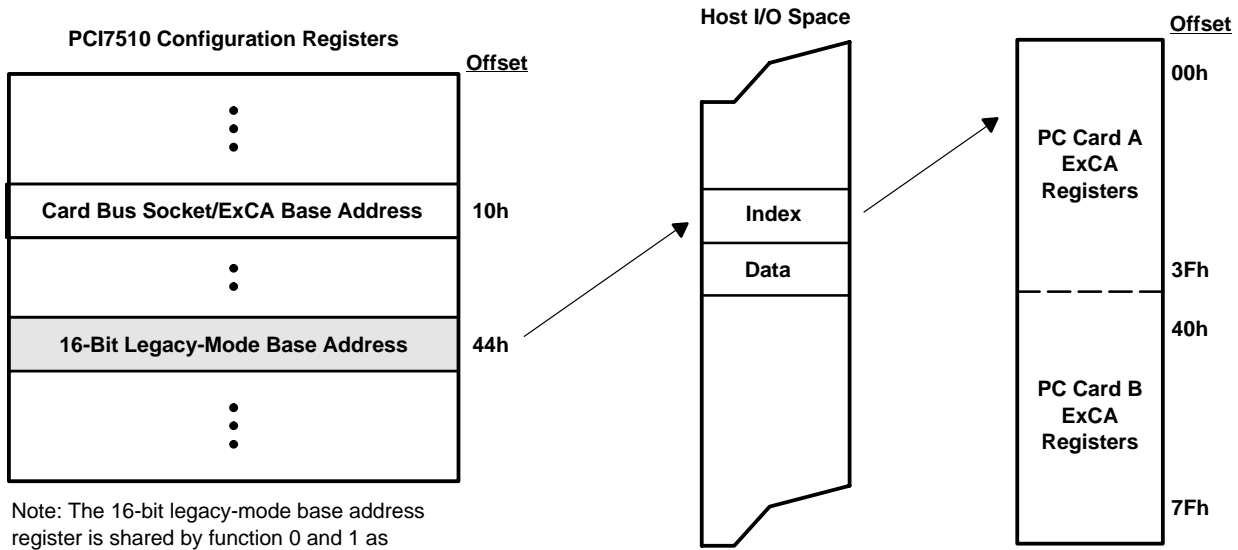 PCI7510 Configuration Registers
Offset
Card Bus Socket/ExCA Base Address
10h
16-Bit Legacy-Mode Base Address
44h
Note: The 16-bit legacy-mode base address
register is shared by function 0 and 1 as
Host I/O Space
Index
Data
Offset
00h
PC Card A
ExCA
Registers
3Fh
40h
PC Card B
ExCA
Registers
7Fh